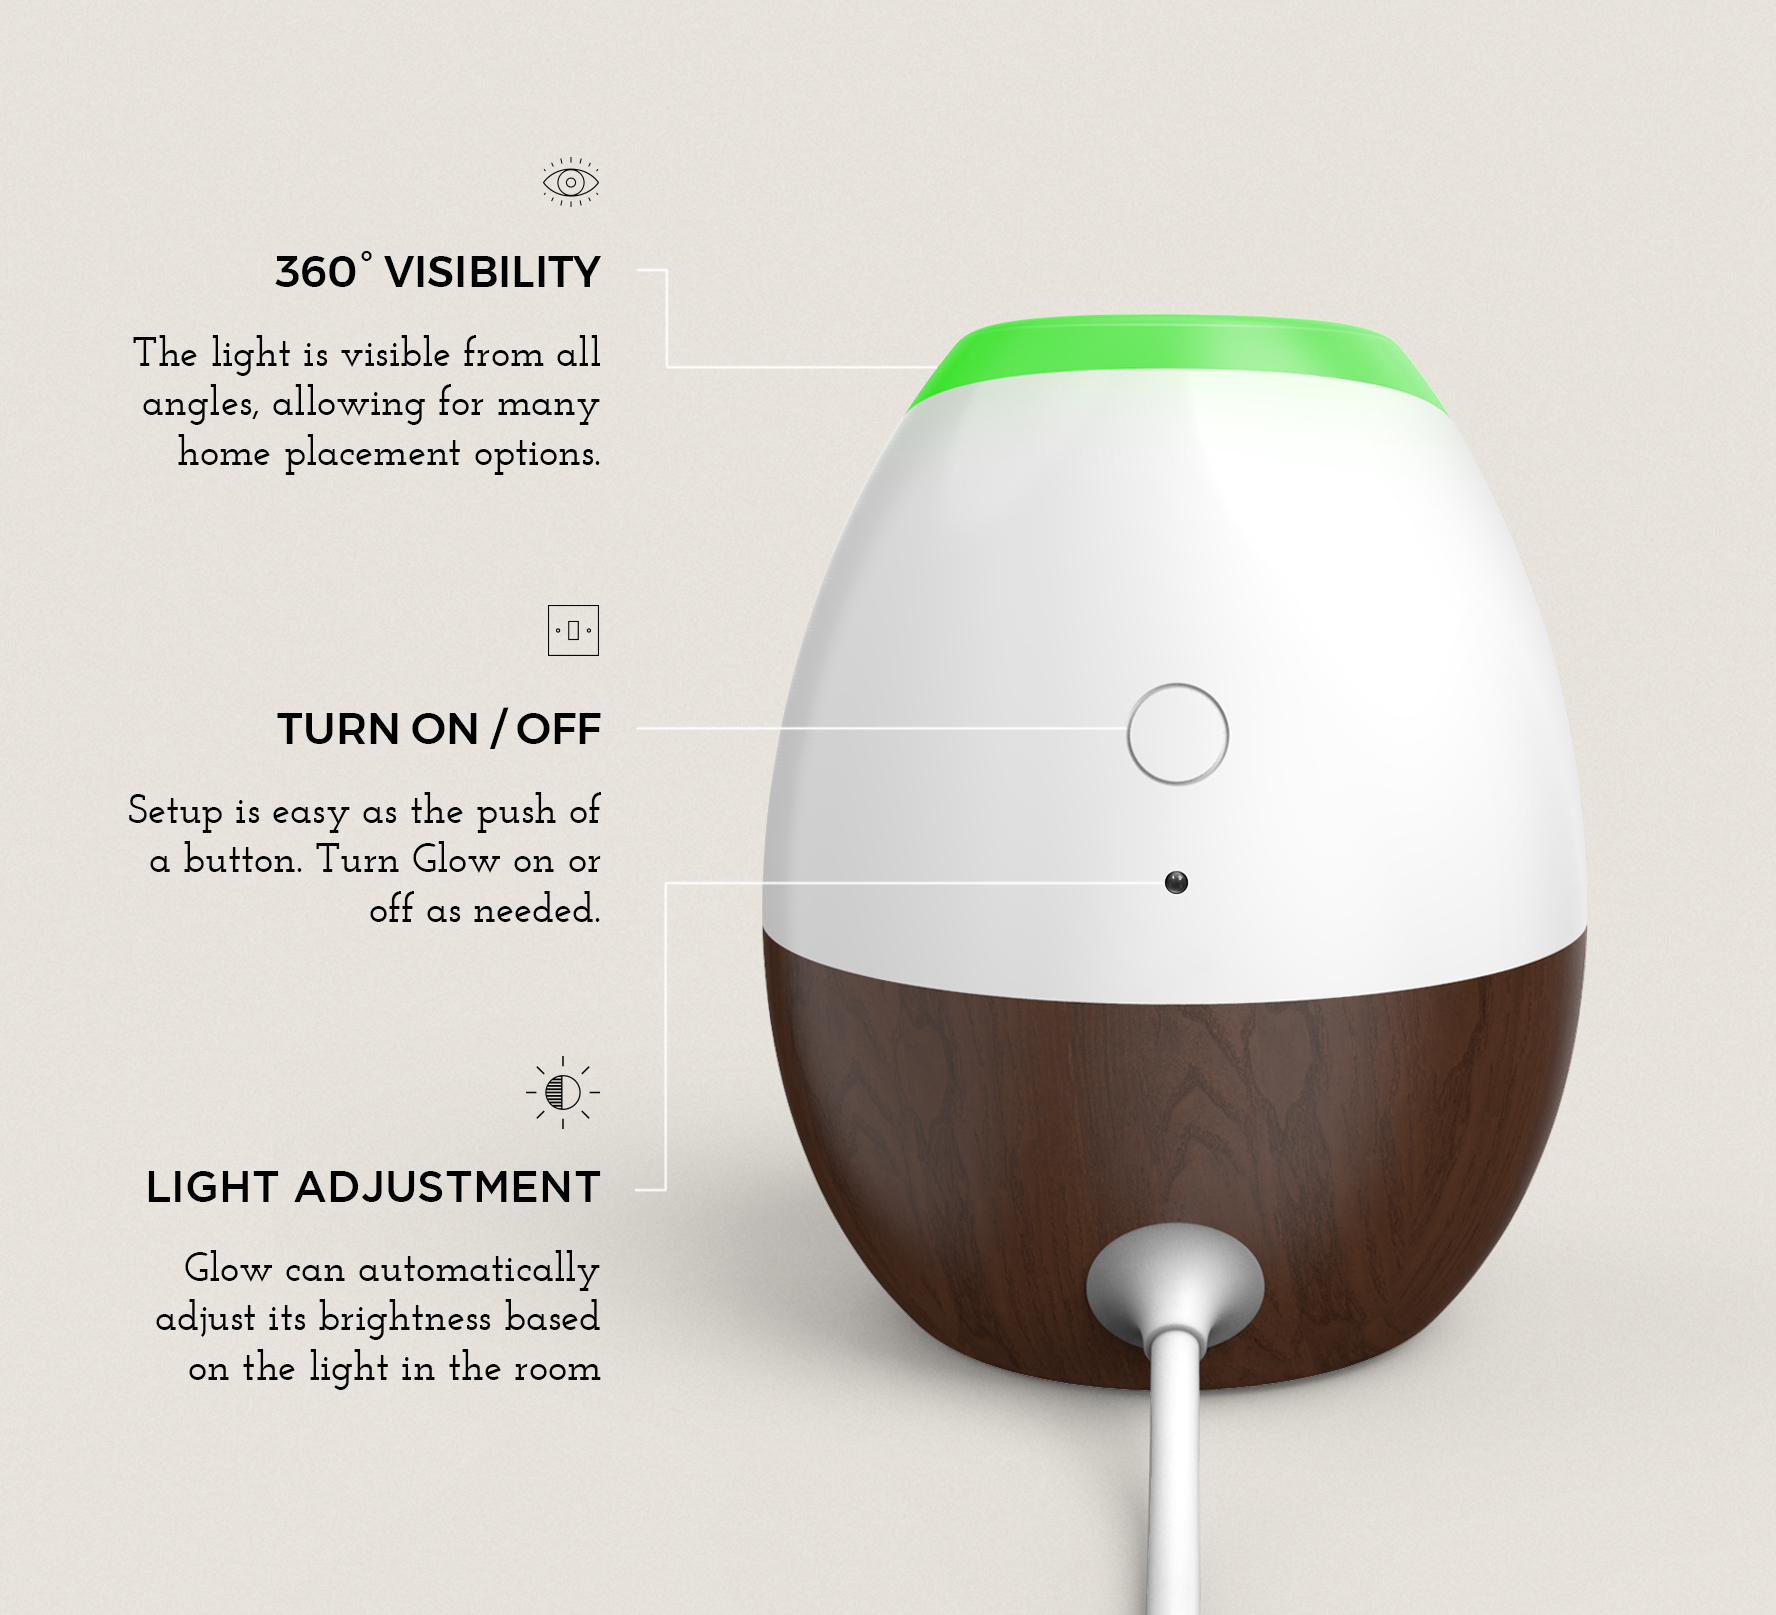 360° VISIBILITY
The light is visible from all
angles, allowing for many
home placement options.
TURN ON / OFF
Setup is easy as the push of
a button. Turn Glow on or
off as needed.
LIGHT ADJUSTMENT
Glow can automatically
adjust its brightness based
on the light in the room